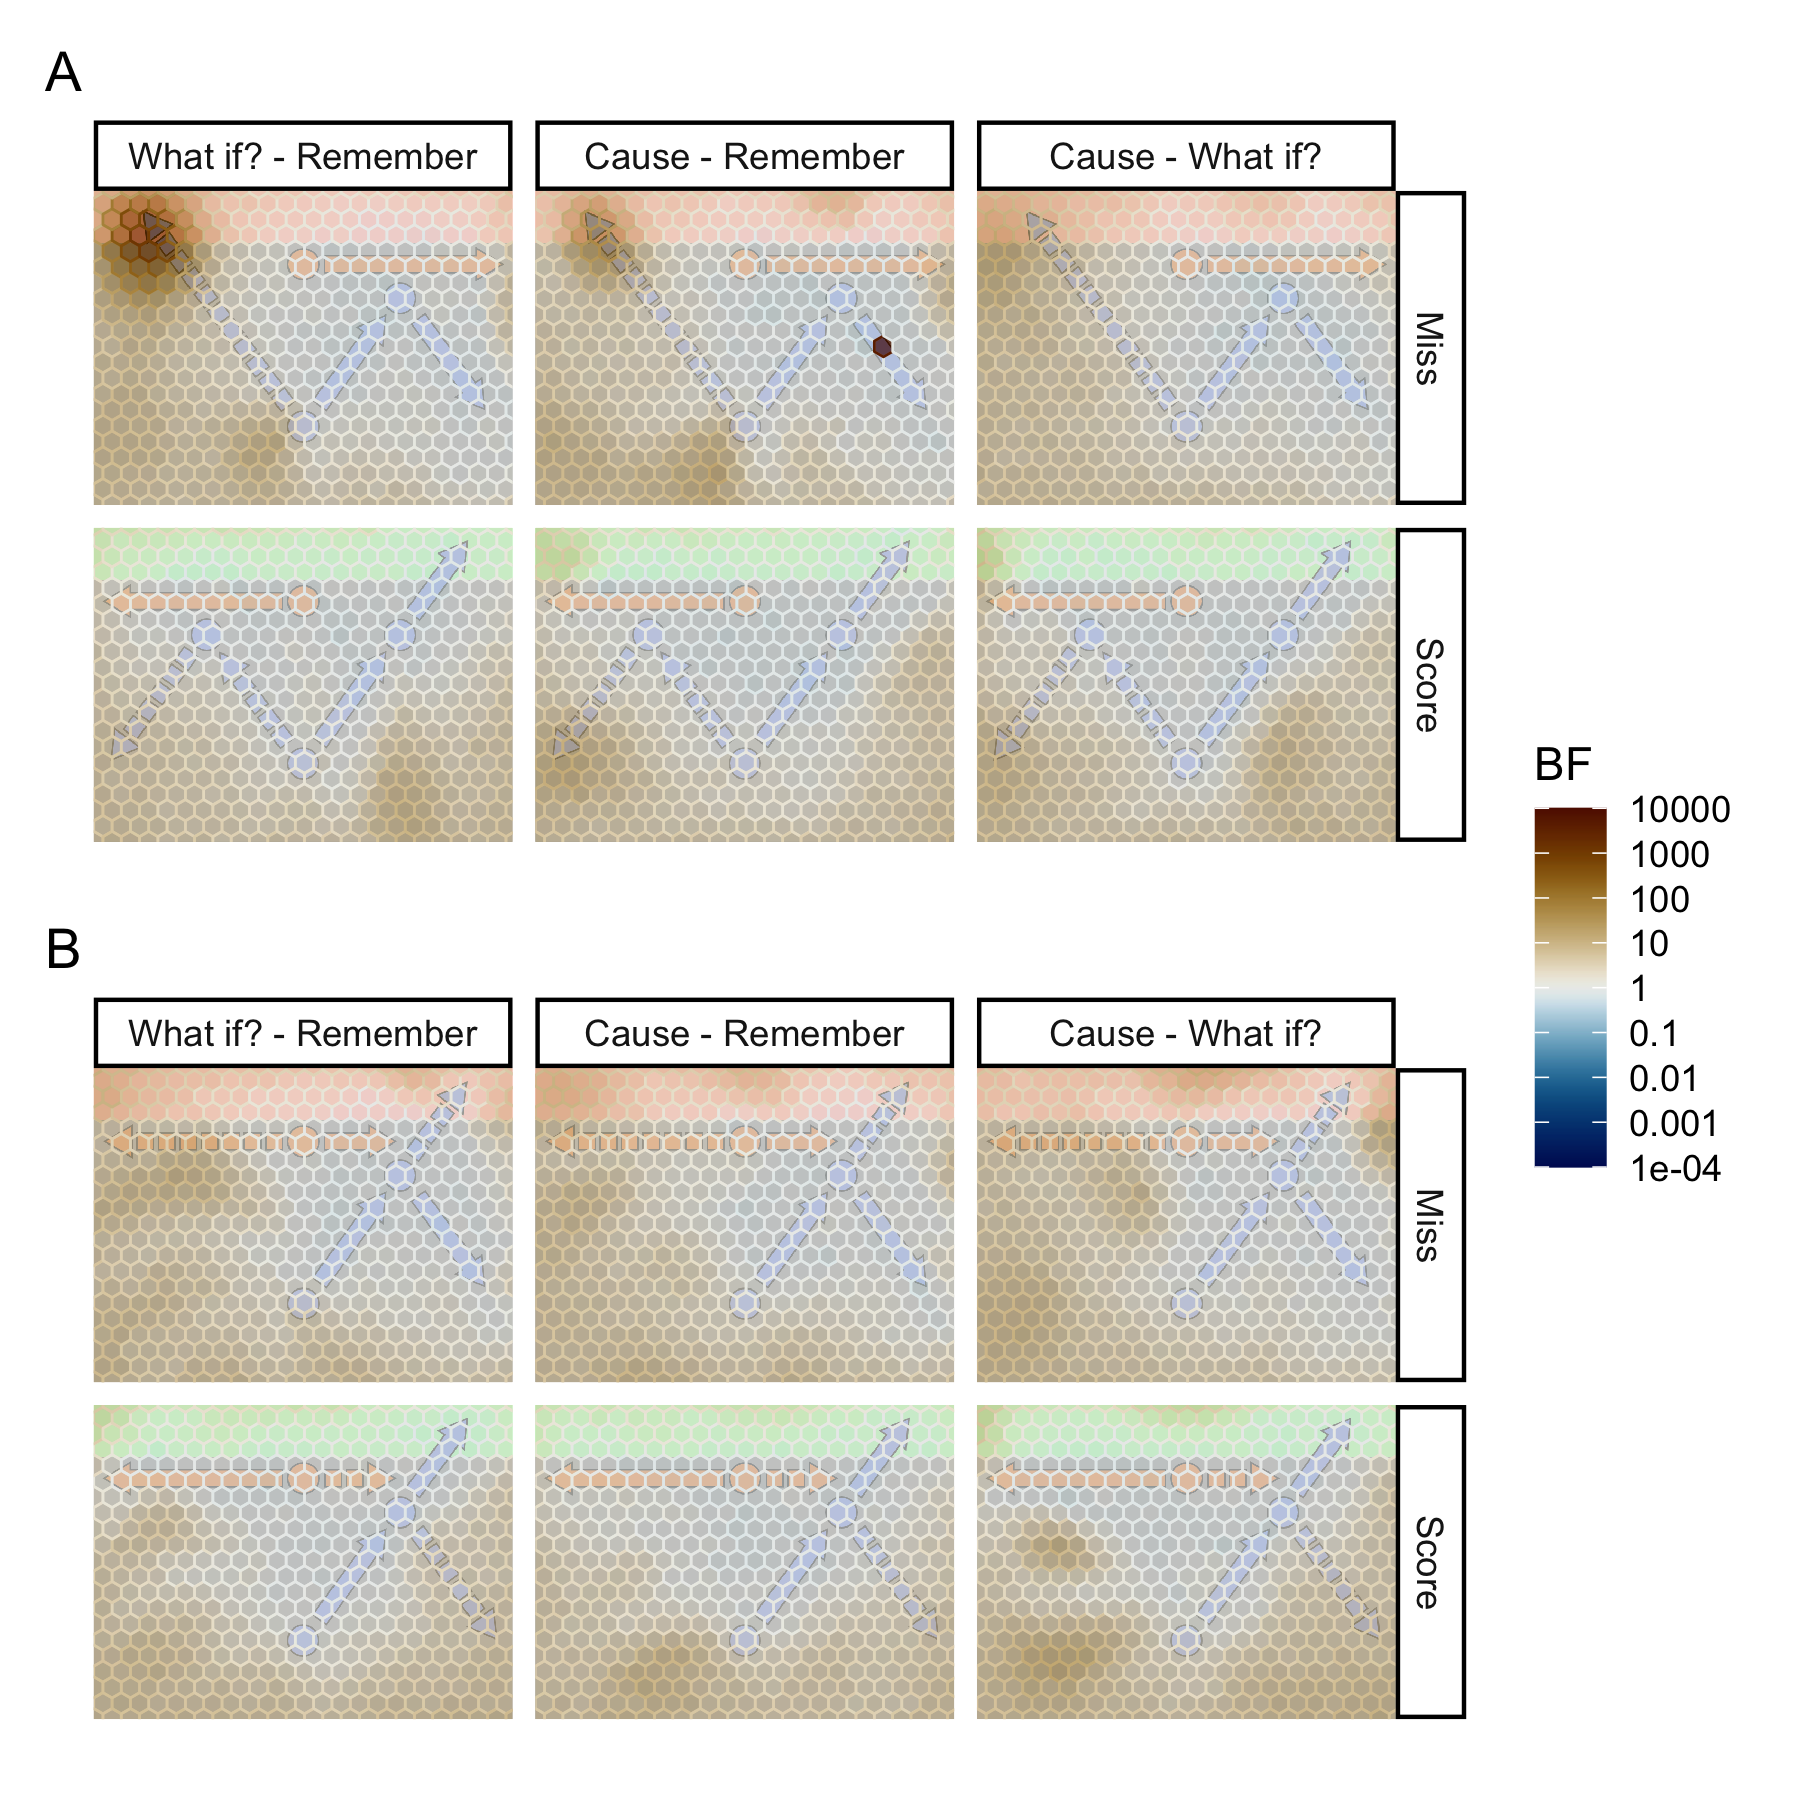 A
What if? - Remember
Cause - Remember
Cause - What if?
Miss
Score
BF
10000
1000
100
10
1
0.1
0.01
0.001
1e-04
B
What if? - Remember
Cause - Remember
Cause - What if?
Miss
Score